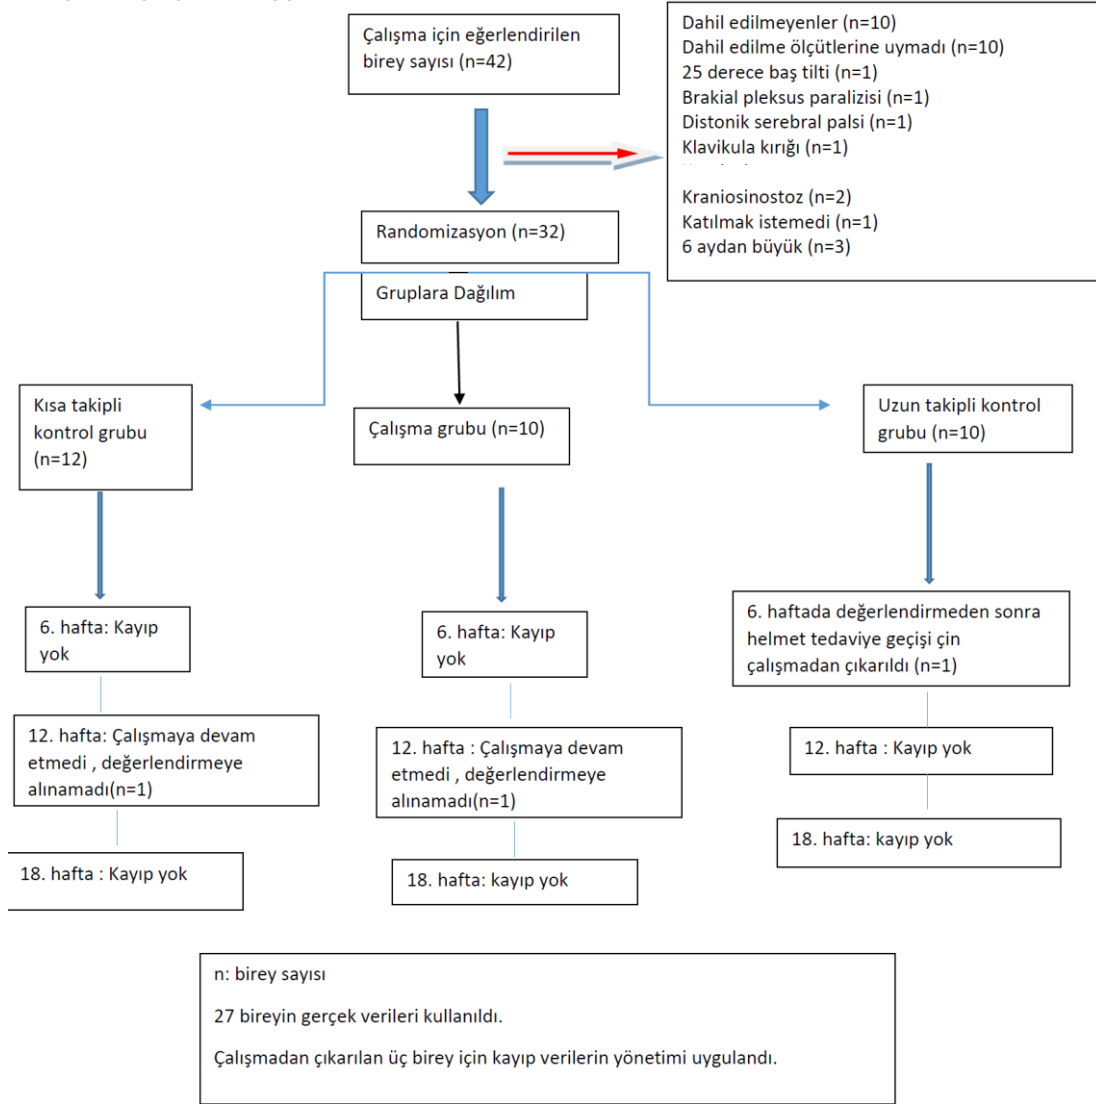 Çalışma için eğerlendirilen
birey sayısı (n=42)
Dahil edilmeyenler (n=10)
Dahil edilme ölçütlerine uymadı (n=10)
25 derece baş tilti (n=1)
Brakial pleksus paralizisi (n=1)
Distonik serebral palsi (n=1)
Klavikula kırığı (n=1)
Kraniosinostoz (n=2)
Katılmak istemedi (n=1)
6 aydan büyük (n=3)
Randomizasyon (n=32)
Gruplara Dağılım
Kısa takipli
kontrol grubu
(n=12)
Çalışma grubu (n=10)
Uzun takipli kontrol
grubu (n=10)
6. hafta: Kayıp
yok
6. hafta: Kayıp
yok
6. haftada değerlendirmeden sonra
helmet tedaviye geçişi çin
çalışmadan çıkarıldı (n=1)
12. hafta: Çalışmaya devam
etmedi , değerlendirmeye
alınamadı(n=1)
12. hafta : Çalışmaya devam
etmedi , değerlendirmeye
alınamadı(n=1)
12. hafta : Kayıp yok
18. hafta : Kayıp yok
18. hafta: kayıp yok
18. hafta: kayıp yok
n: birey sayısı
27 bireyin gerçek verileri kullanıldı.
Çalışmadan çıkarılan üç birey için kayıp verilerin yönetimi uygulandı.